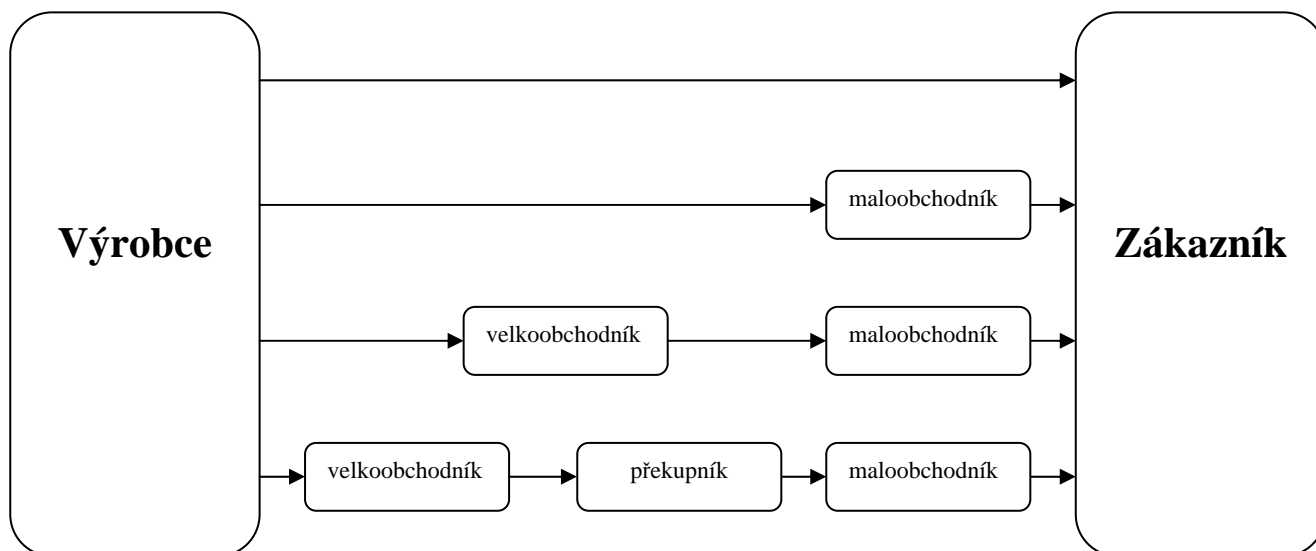 maloobchodník
Výrobce
Zákazník
velkoobchodník
maloobchodník
velkoobchodník
překupník
maloobchodník